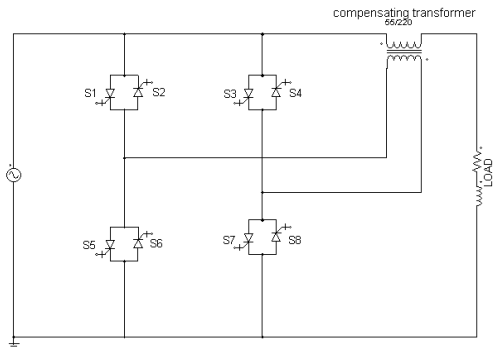 compensating transformer
55/220
S1
S2
S3
S4
LOAD
S5
S6
S7
S8